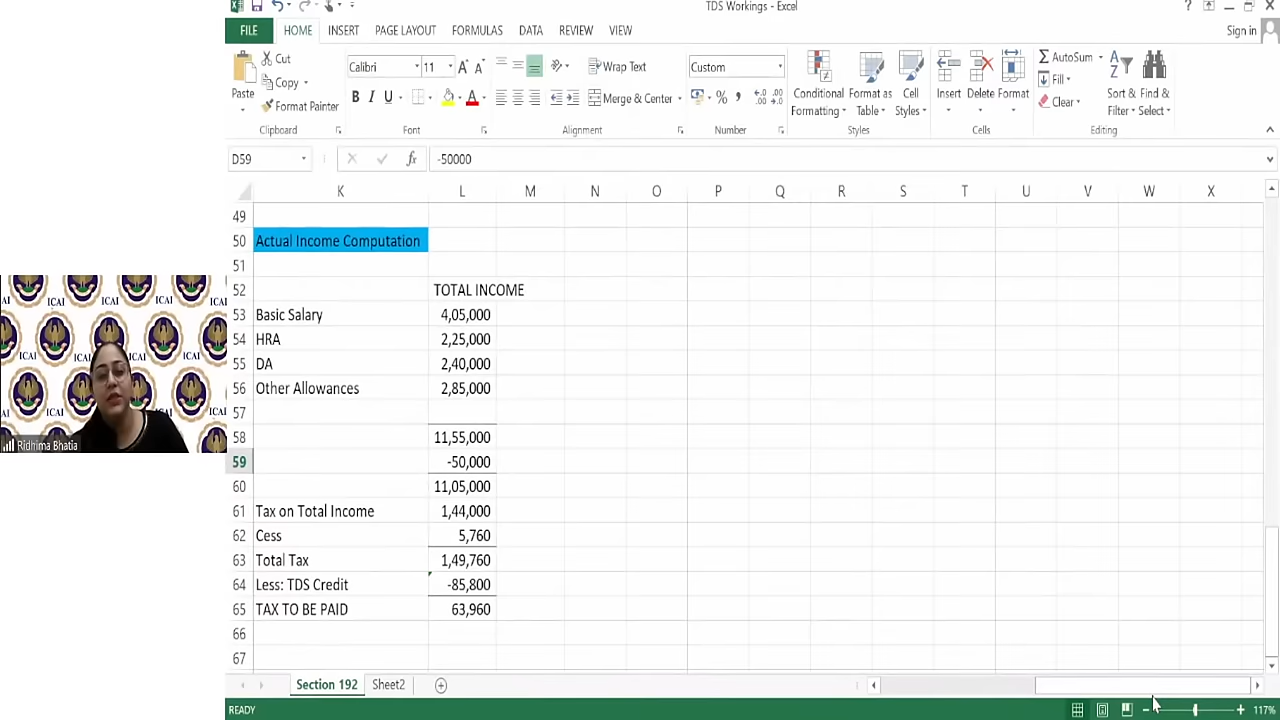 TDS Workings - Excel
?
FILE HOME INSERT PAGE LAYOUT FORMULAS DATA REVIEW VIEW Sign in
Paste Cut Copy Format Painter
Clipboard
Calibri 11
B I U
Font
Wrap Text
Merge & Center
Alignment
Custom
Number
Conditional Formatting
Format as Table
Cell Styles
Styles
Insert Delete Format
Cells
AutoSum
Fill
Clear
Sort & Filter
Find & Select
Editing
D59 fx -50000
K L M N O P Q R S T U V W X
49
50 Actual Income Computation
51
52 TOTAL INCOME
53 Basic Salary 4,05,000
54 HRA 2,25,000
55 DA 2,40,000
56 Other Allowances 2,85,000
57
58 11,55,000
59 -50,000
60 11,05,000
61 Tax on Total Income 1,44,000
62 Cess 5,760
63 Total Tax 1,49,760
64 Less: TDS Credit -85,800
65 TAX TO BE PAID 63,960
66
67
Section 192 Sheet2
READY 117%
ICAI ICAI
ICAI ICAI
ICAI ICAI
ICAI
Ridhima Bhatia